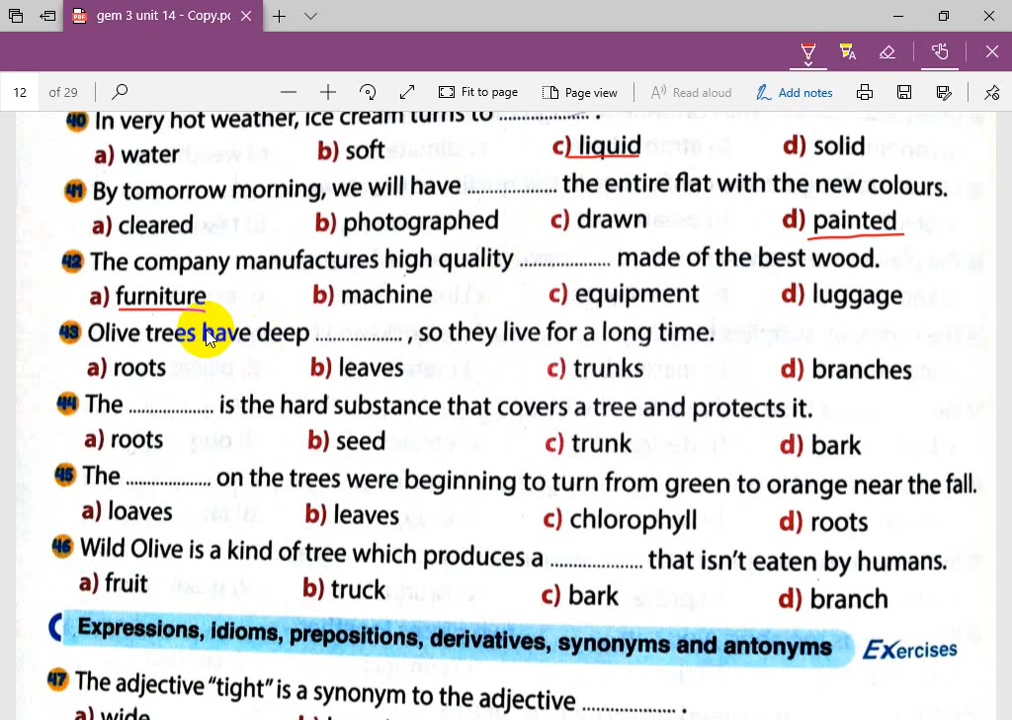 gem 3 unit 14 - Copy.pc
12 of 29 Fit to page Page view Read aloud Add notes
40 In very hot weather, ice cream turns to .................. .
a) water b) soft c) liquid d) solid
41 By tomorrow morning, we will have .................. the entire flat with the new colours.
a) cleared b) photographed c) drawn d) painted
42 The company manufactures high quality .................. made of the best wood.
a) furniture b) machine c) equipment d) luggage
43 Olive trees have deep .................. , so they live for a long time.
a) roots b) leaves c) trunks d) branches
44 The .................. is the hard substance that covers a tree and protects it.
a) roots b) seed c) trunk d) bark
45 The .................. on the trees were beginning to turn from green to orange near the fall.
a) loaves b) leaves c) chlorophyll d) roots
46 Wild Olive is a kind of tree which produces a .................. that isn't eaten by humans.
a) fruit b) truck c) bark d) branch
Expressions, idioms, prepositions, derivatives, synonyms and antonyms Exercises
47 The adjective "tight" is a synonym to the adjective .................. .
a) wide